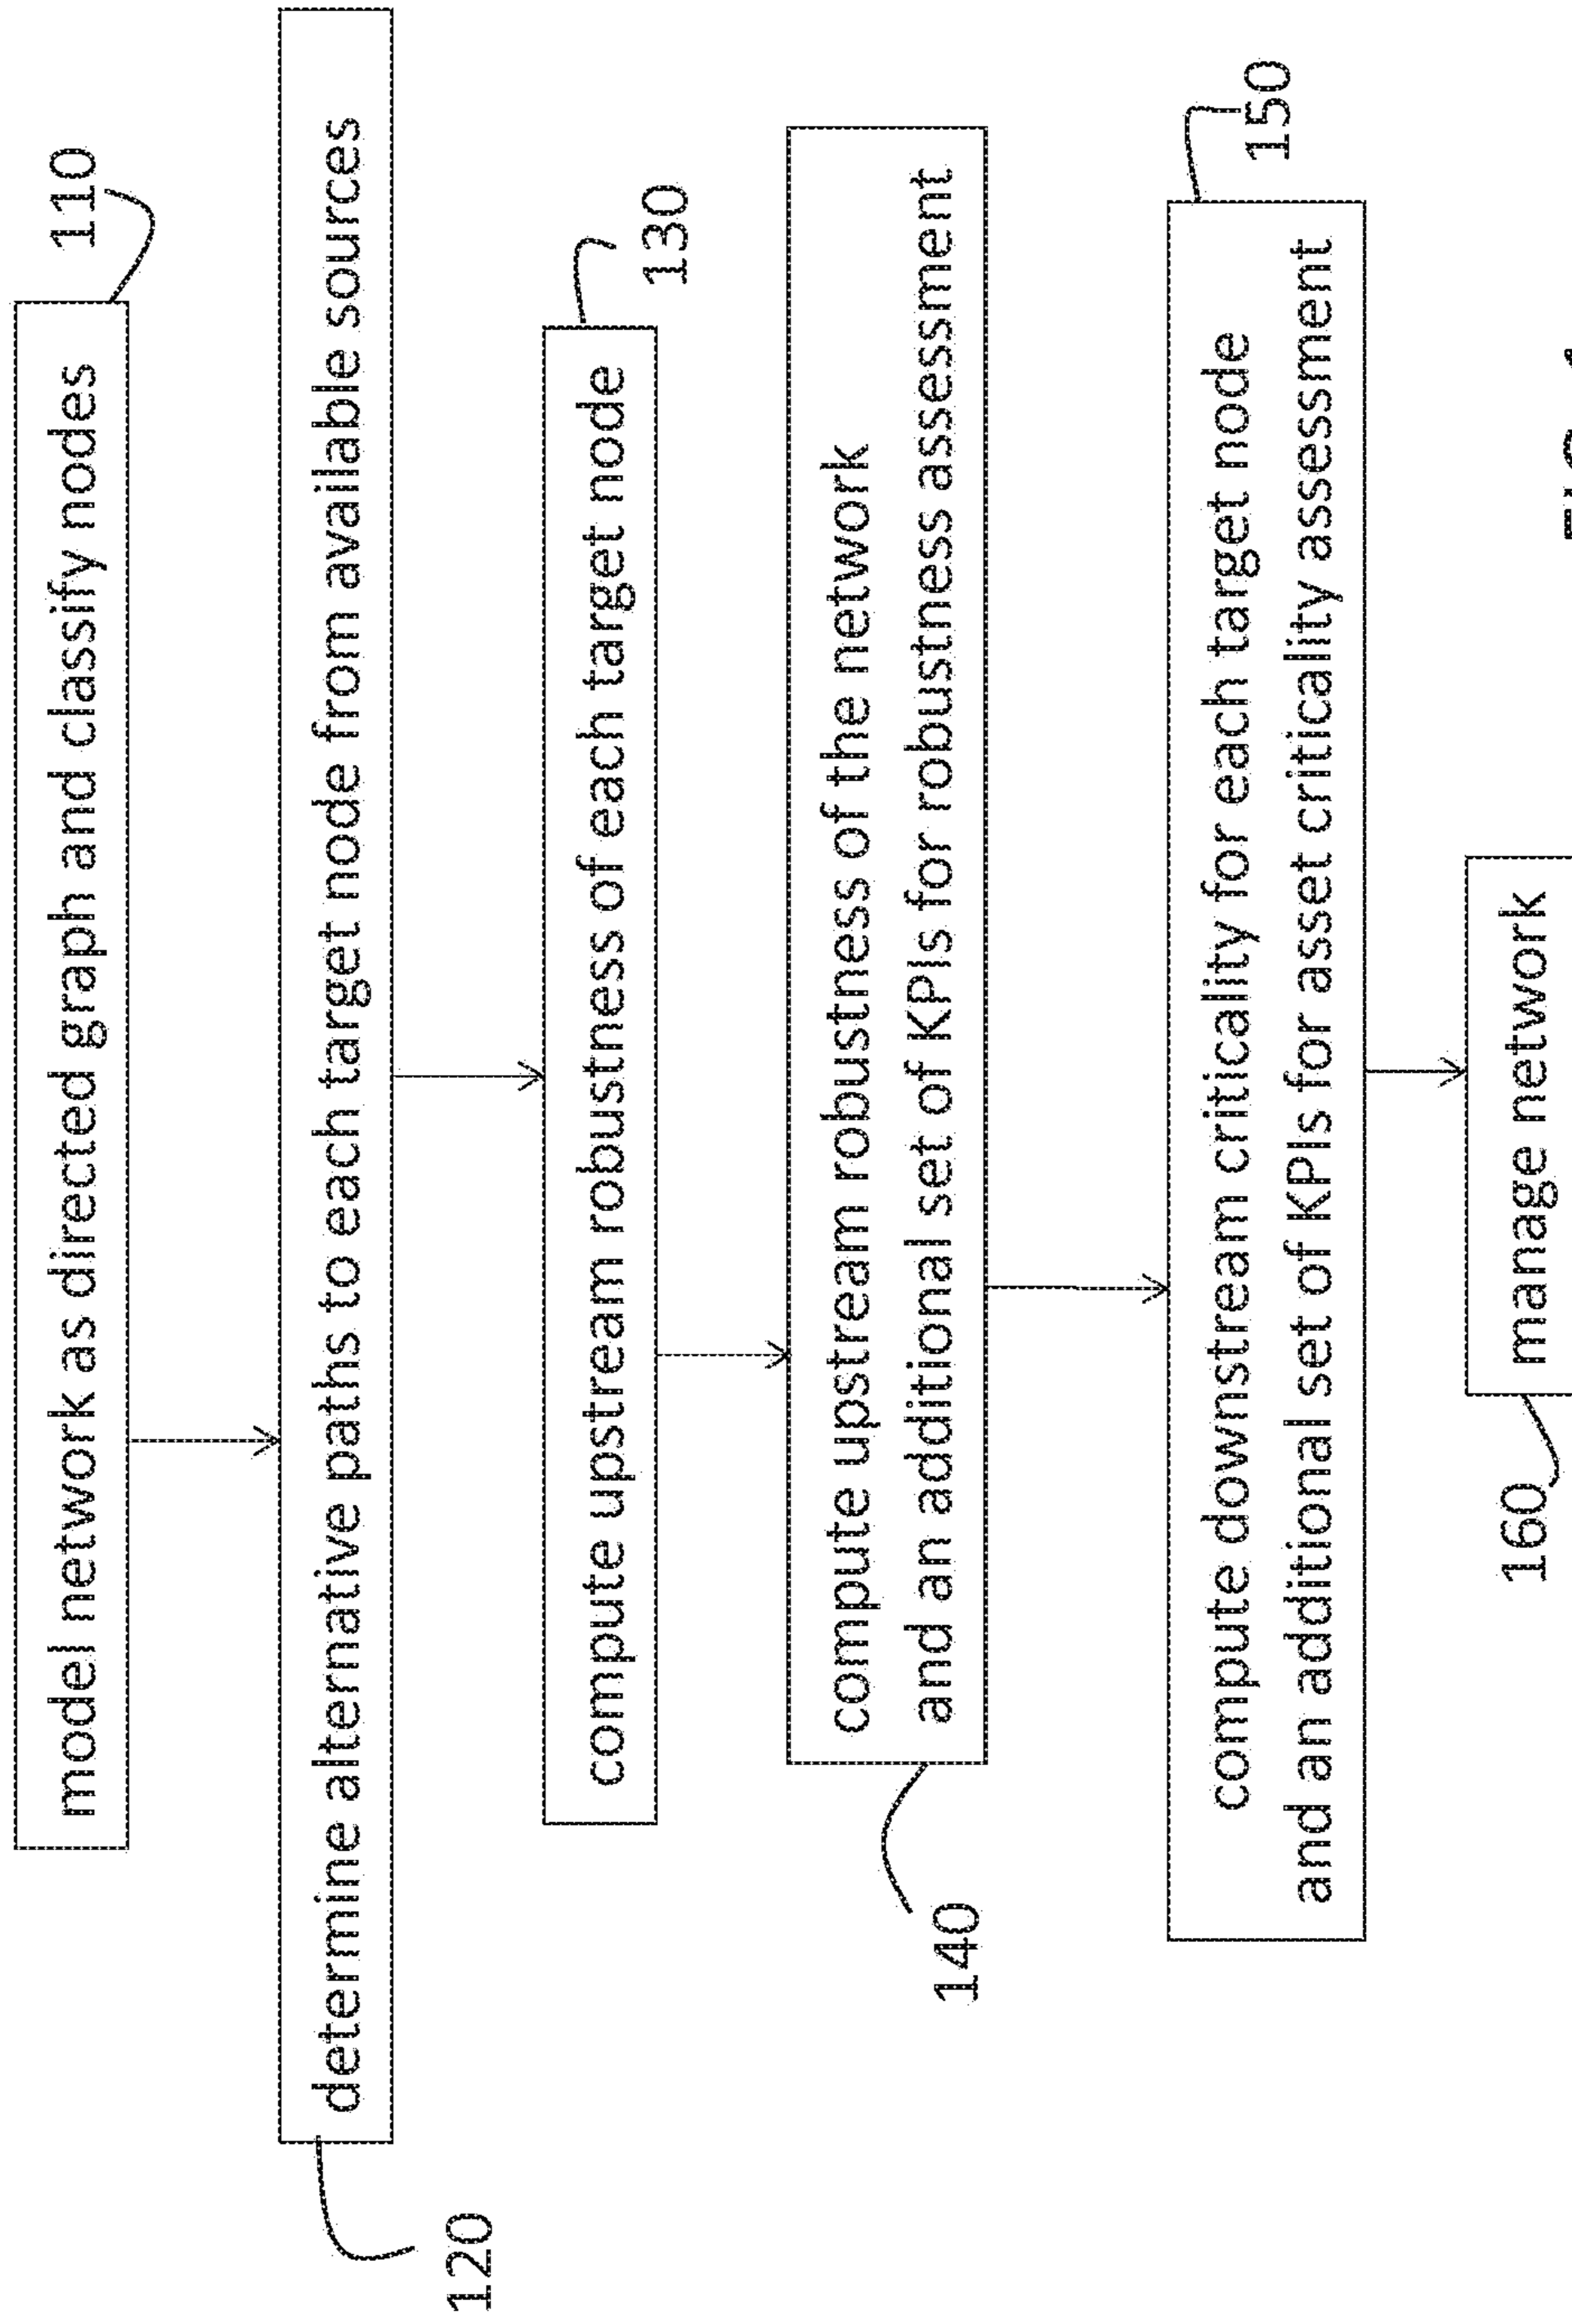 model network as directed graph and classify nodes
110
determine alternative paths to each target node from available sources
120
compute upstream robustness of each target node
130
compute upstream robustness of the network
and an additional set of KPIs for robustness assessment
140
compute downstream criticality for each target node
and an additional set of KPIs for asset criticality assessment
150
manage network
160